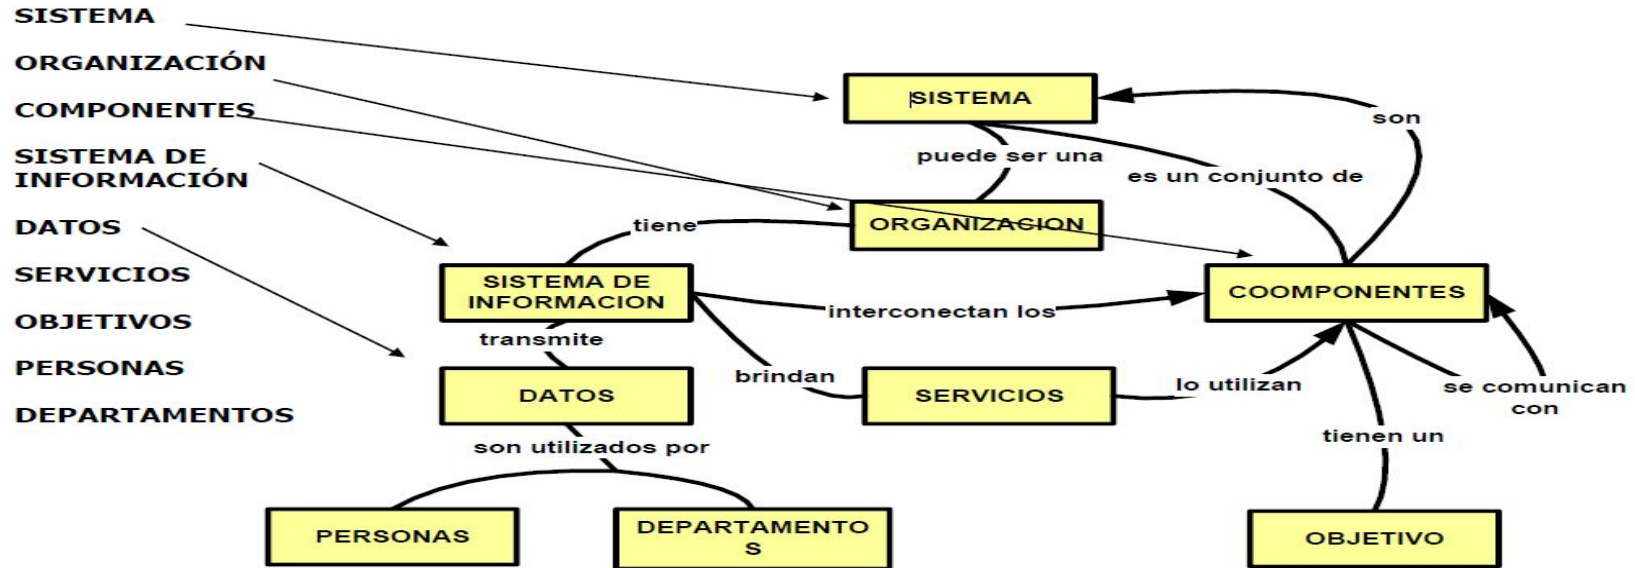 SISTEMA
ORGANIZACIÓN
COMPONENTES
SISTEMA DE
INFORMACIÓN
DATOS
SERVICIOS
OBJETIVOS
PERSONAS
DEPARTAMENTOS
SISTEMA
son
puede ser una
es un conjunto de
ORGANIZACION
tiene
SISTEMA DE
INFORMACION
interconectan los
COOMPONENTES
transmite
brindan
DATOS
SERVICIOS
lo utilizan
se comunican
con
son utilizados por
tienen un
PERSONAS
DEPARTAMENTO
S
OBJETIVO